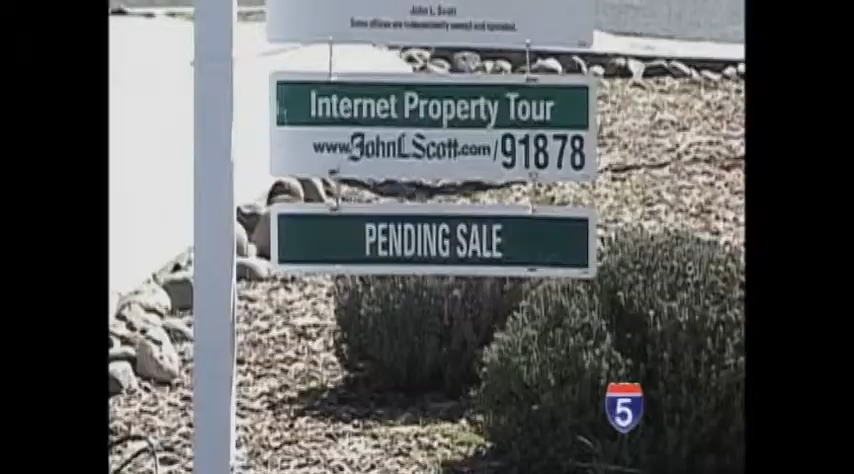 John L. Scott
Some offices are independently owned and operated.
Internet Property Tour
www.JohnLScott.com/91878
PENDING SALE
5